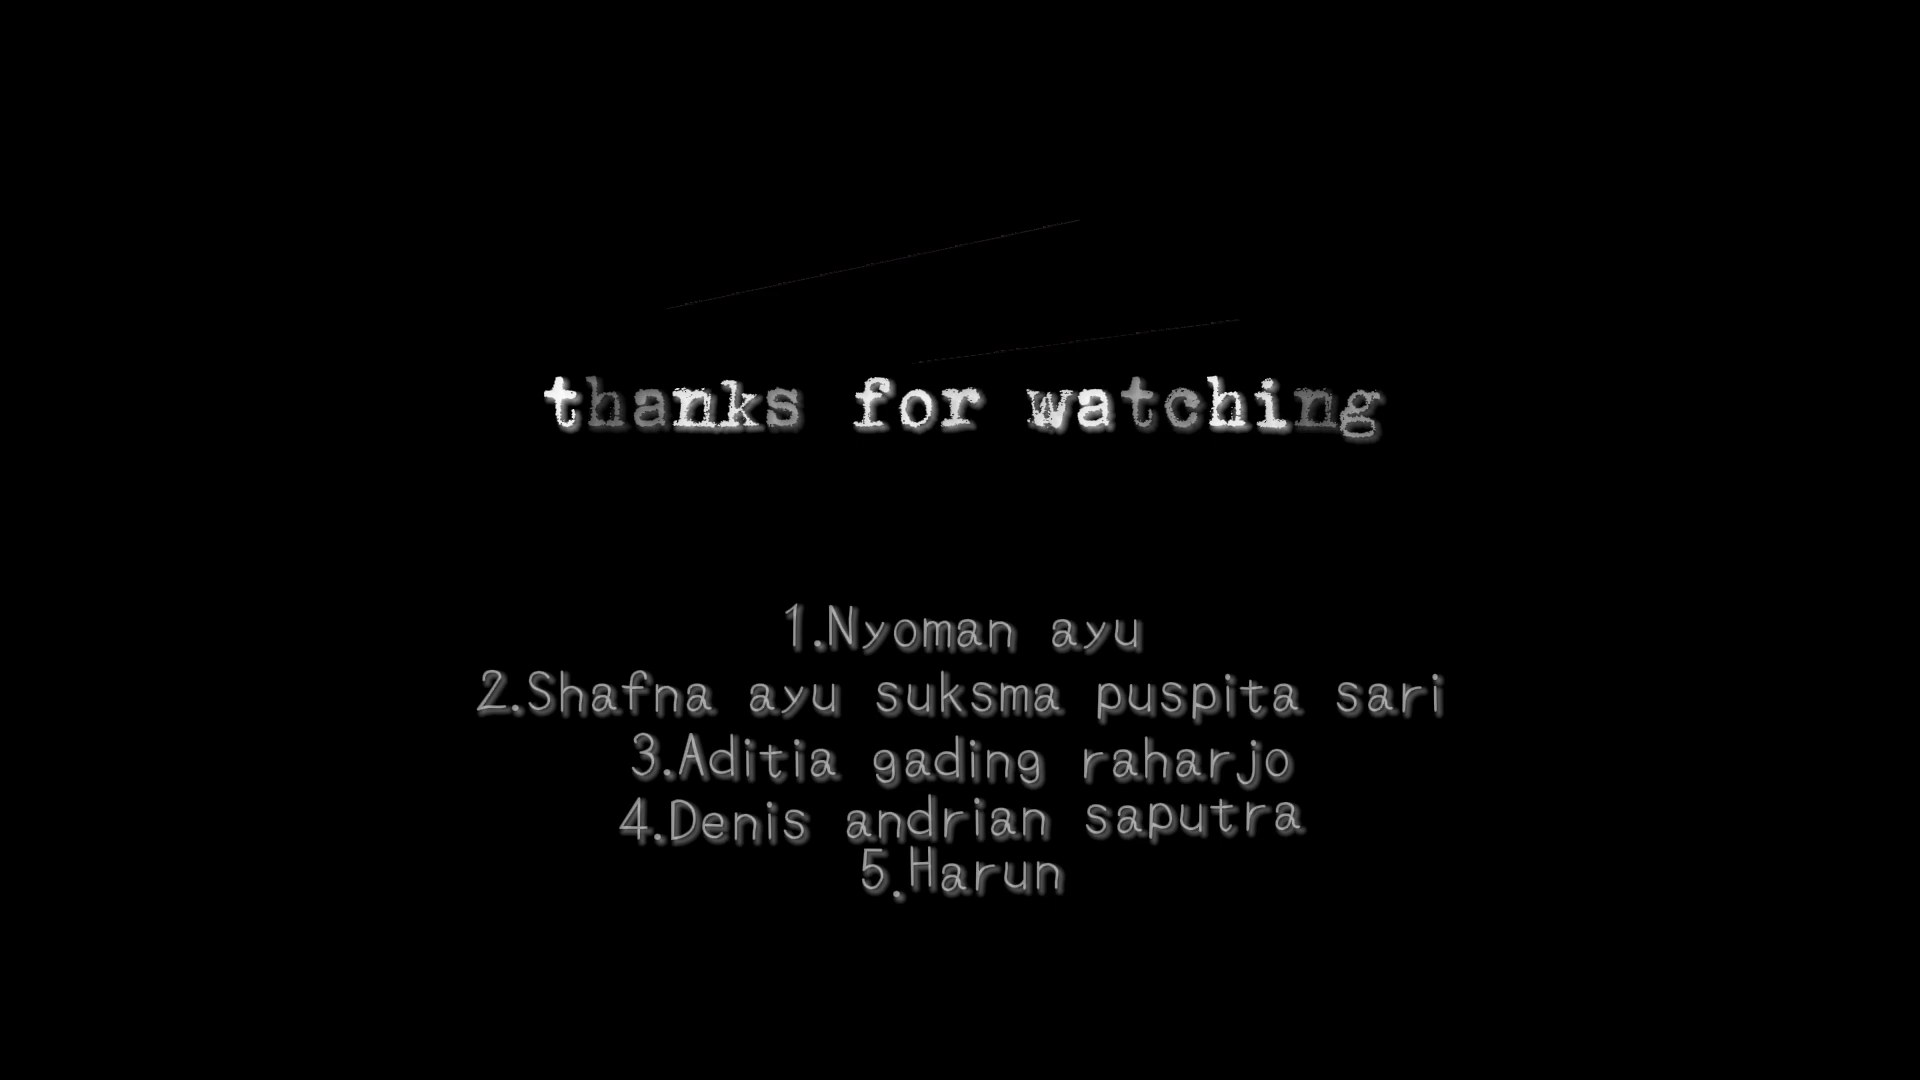 thanks for watching
1.Nyoman ayu
2.Shafna ayu suksma puspita sari
3.Aditia gading raharjo
4.Denis andrian saputra
5.Harun